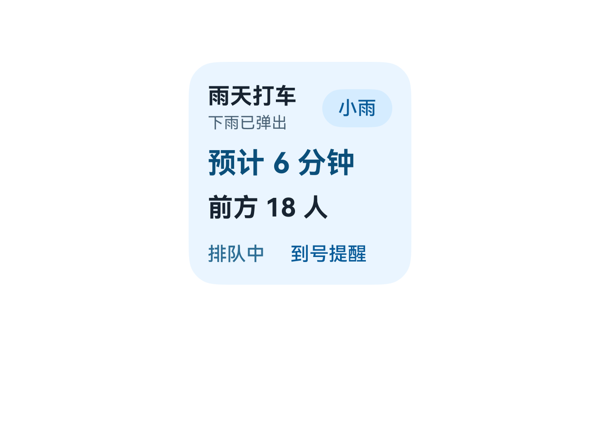 雨天打车
小雨
下雨已弹出
预计 6 分钟
前方 18 人
排队中 到号提醒